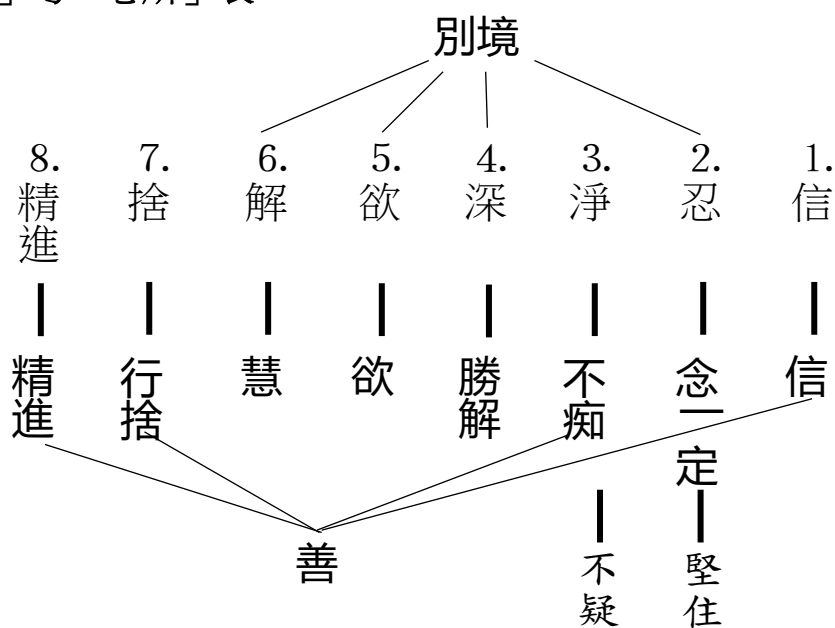 所」表
別境
1.
信
2.
忍
3.
淨
4.
深
5.
欲
6.
解
7.
捨
8.
精進
信
念一定
不痴
勝解
欲
慧
行捨
精進
堅住
不疑
善